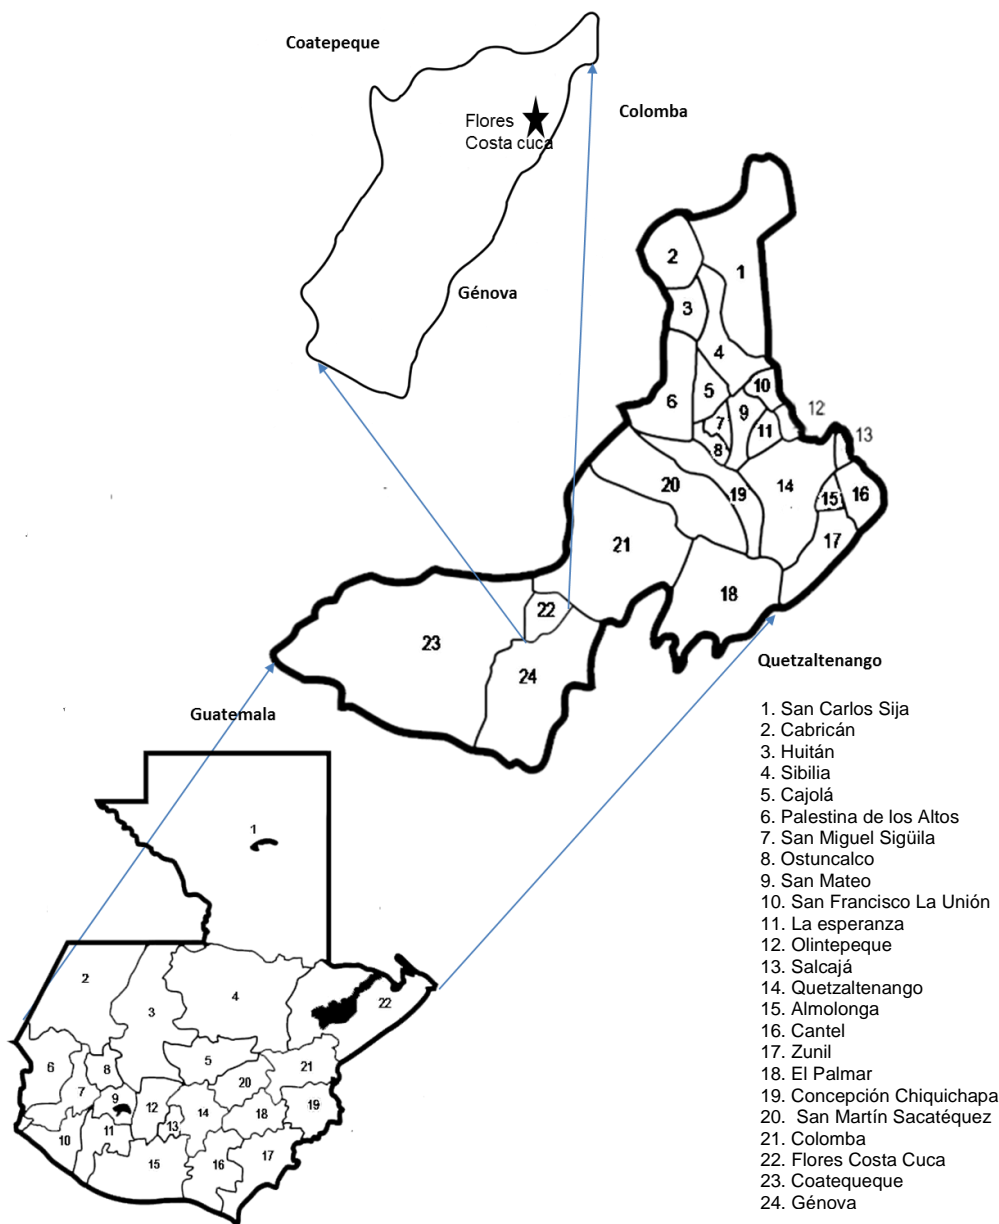 Coatepeque
Colomba
Flores
Costa cuca
Génova
1
2
3
4
5
6
7
8
9
10
11
12
13
14
15
16
17
18
19
20
21
22
23
24
Guatemala
Quetzaltenango
1. San Carlos Sija
2. Cabricán
3. Huitán
4. Sibilia
5. Cajolá
6. Palestina de los Altos
7. San Miguel Sigüila
8. Ostuncalco
9. San Mateo
10. San Francisco La Unión
11. La esperanza
12. Olintepeque
13. Salcajá
14. Quetzaltenango
15. Almolonga
16. Cantel
17. Zunil
18. El Palmar
19. Concepción Chiquichapa
20. San Martín Sacatéquez
21. Colomba
22. Flores Costa Cuca
23. Coatequeque
24. Génova
1
2
3
4
5
6
7
8
9
10
11
12
13
14
15
16
17
18
19
20
21
22